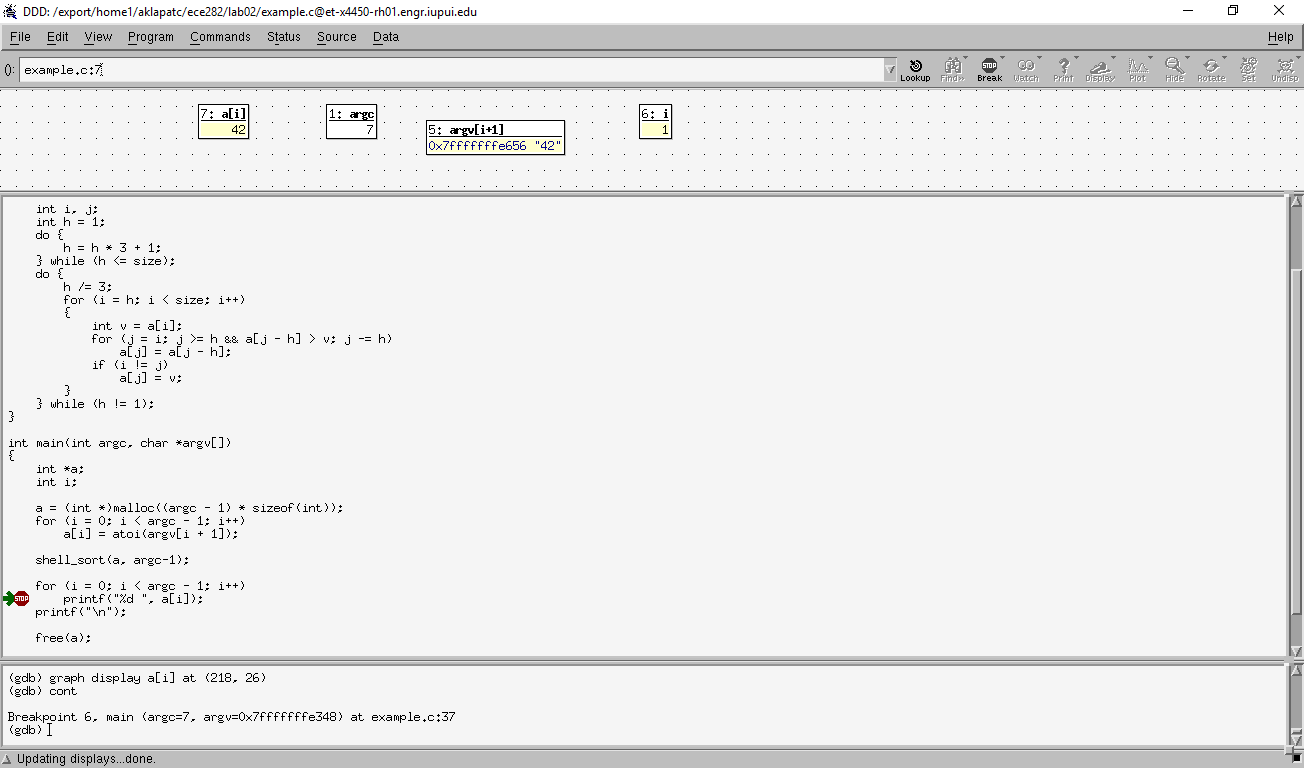 DDD: /export/home1/aklapatc/ece282/lab02/example.c@et-x4450-rh01.engr.iupui.edu
File Edit View Program Commands Status Source Data Help
(): example.c:7
Lookup Find>> Break Watch Print Display Plot Hide Rotate Set Undisp
STOP
7: a[i]
42
1: argc
7
5: argv[i+1]
0x7fffffffe656 "42"
6: i
1
    int i, j;
    int h = 1;
    do {
        h = h * 3 + 1;
    } while (h <= size);
    do {
        h /= 3;
        for (i = h; i < size; i++)
        {
            int v = a[i];
            for (j = i; j >= h && a[j - h] > v; j -= h)
                a[j] = a[j - h];
            if (i != j)
                a[j] = v;
        }
    } while (h != 1);
}
int main(int argc, char *argv[])
{
    int *a;
    int i;
    a = (int *)malloc((argc - 1) * sizeof(int));
    for (i = 0; i < argc - 1; i++)
        a[i] = atoi(argv[i + 1]);
    shell_sort(a, argc-1);
    for (i = 0; i < argc - 1; i++)
STOP    printf("%d ", a[i]);
    printf("\n");
    free(a);
(gdb) graph display a[i] at (218, 26)
(gdb) cont
Breakpoint 6, main (argc=7, argv=0x7fffffffe348) at example.c:37
(gdb)
Updating displays...done.